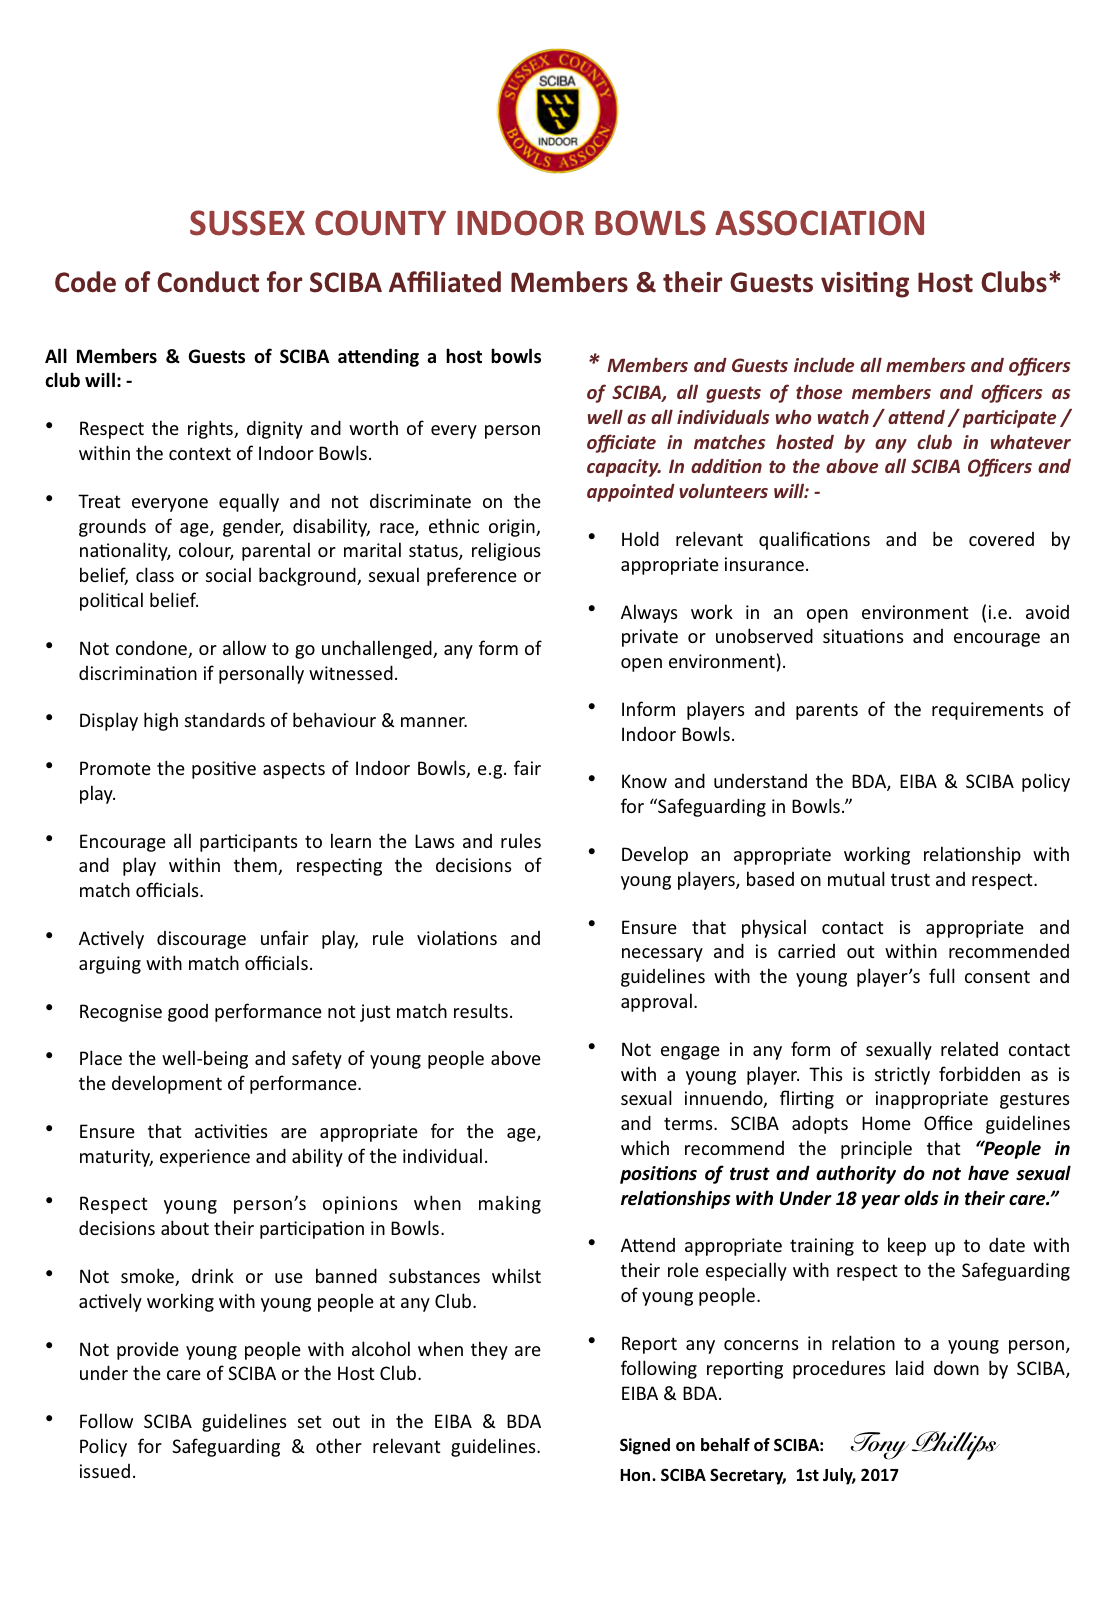 SUSSEX COUNTY
SCIBA
INDOOR
BOWLS ASSOCN.
SUSSEX COUNTY INDOOR BOWLS ASSOCIATION
Code of Conduct for SCIBA Affiliated Members & their Guests visiting Host Clubs*
All Members & Guests of SCIBA attending a host bowls
club will: -
• Respect the rights, dignity and worth of every person
within the context of Indoor Bowls.
• Treat everyone equally and not discriminate on the
grounds of age, gender, disability, race, ethnic origin,
nationality, colour, parental or marital status, religious
belief, class or social background, sexual preference or
political belief.
• Not condone, or allow to go unchallenged, any form of
discrimination if personally witnessed.
• Display high standards of behaviour & manner.
• Promote the positive aspects of Indoor Bowls, e.g. fair
play.
• Encourage all participants to learn the Laws and rules
and play within them, respecting the decisions of
match officials.
• Actively discourage unfair play, rule violations and
arguing with match officials.
• Recognise good performance not just match results.
• Place the well-being and safety of young people above
the development of performance.
• Ensure that activities are appropriate for the age,
maturity, experience and ability of the individual.
• Respect young person’s opinions when making
decisions about their participation in Bowls.
• Not smoke, drink or use banned substances whilst
actively working with young people at any Club.
• Not provide young people with alcohol when they are
under the care of SCIBA or the Host Club.
• Follow SCIBA guidelines set out in the EIBA & BDA
Policy for Safeguarding & other relevant guidelines.
issued.
* Members and Guests include all members and officers
of SCIBA, all guests of those members and officers as
well as all individuals who watch / attend / participate /
officiate in matches hosted by any club in whatever
capacity. In addition to the above all SCIBA Officers and
appointed volunteers will: -
• Hold relevant qualifications and be covered by
appropriate insurance.
• Always work in an open environment (i.e. avoid
private or unobserved situations and encourage an
open environment).
• Inform players and parents of the requirements of
Indoor Bowls.
• Know and understand the BDA, EIBA & SCIBA policy
for “Safeguarding in Bowls.”
• Develop an appropriate working relationship with
young players, based on mutual trust and respect.
• Ensure that physical contact is appropriate and
necessary and is carried out within recommended
guidelines with the young player’s full consent and
approval.
• Not engage in any form of sexually related contact
with a young player. This is strictly forbidden as is
sexual innuendo, flirting or inappropriate gestures
and terms. SCIBA adopts Home Office guidelines
which recommend the principle that “People in
positions of trust and authority do not have sexual
relationships with Under 18 year olds in their care.”
• Attend appropriate training to keep up to date with
their role especially with respect to the Safeguarding
of young people.
• Report any concerns in relation to a young person,
following reporting procedures laid down by SCIBA,
EIBA & BDA.
Signed on behalf of SCIBA: Tony Phillips
Hon. SCIBA Secretary, 1st July, 2017